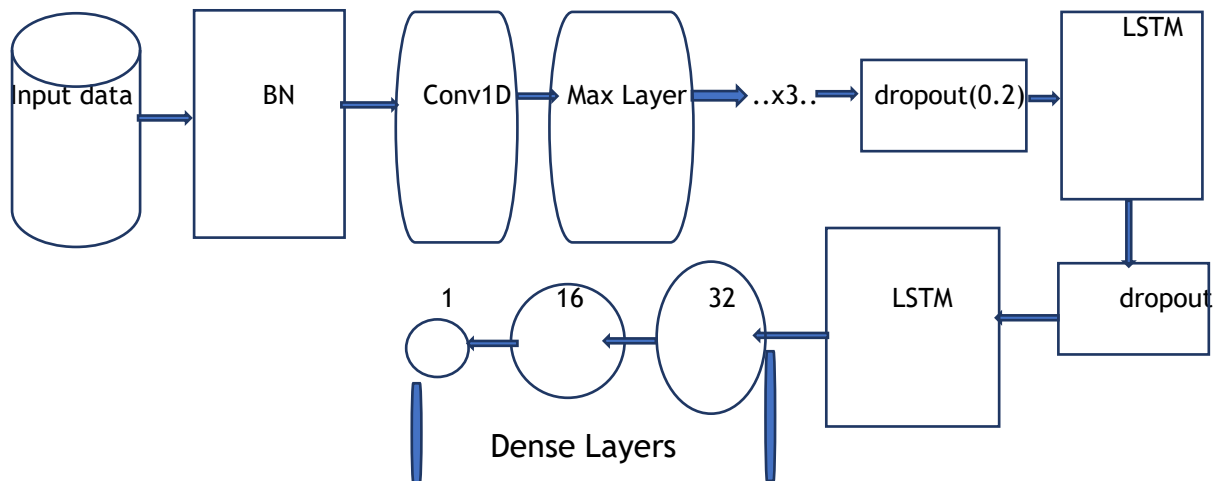 Input data
BN
Conv1D
Max Layer
..x3..
dropout(0.2)
LSTM
dropout
LSTM
32
16
1
Dense Layers